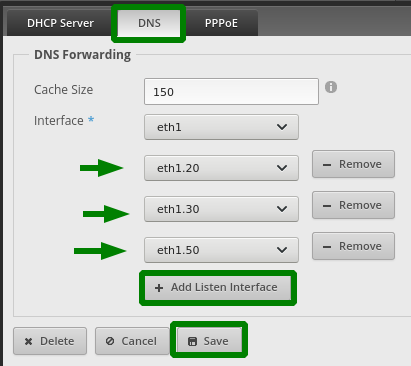 DHCP Server DNS PPPoE
DNS Forwarding
Cache Size 150
Interface * eth1
eth1.20 Remove
eth1.30 Remove
eth1.50 Remove
+ Add Listen Interface
Delete Cancel Save